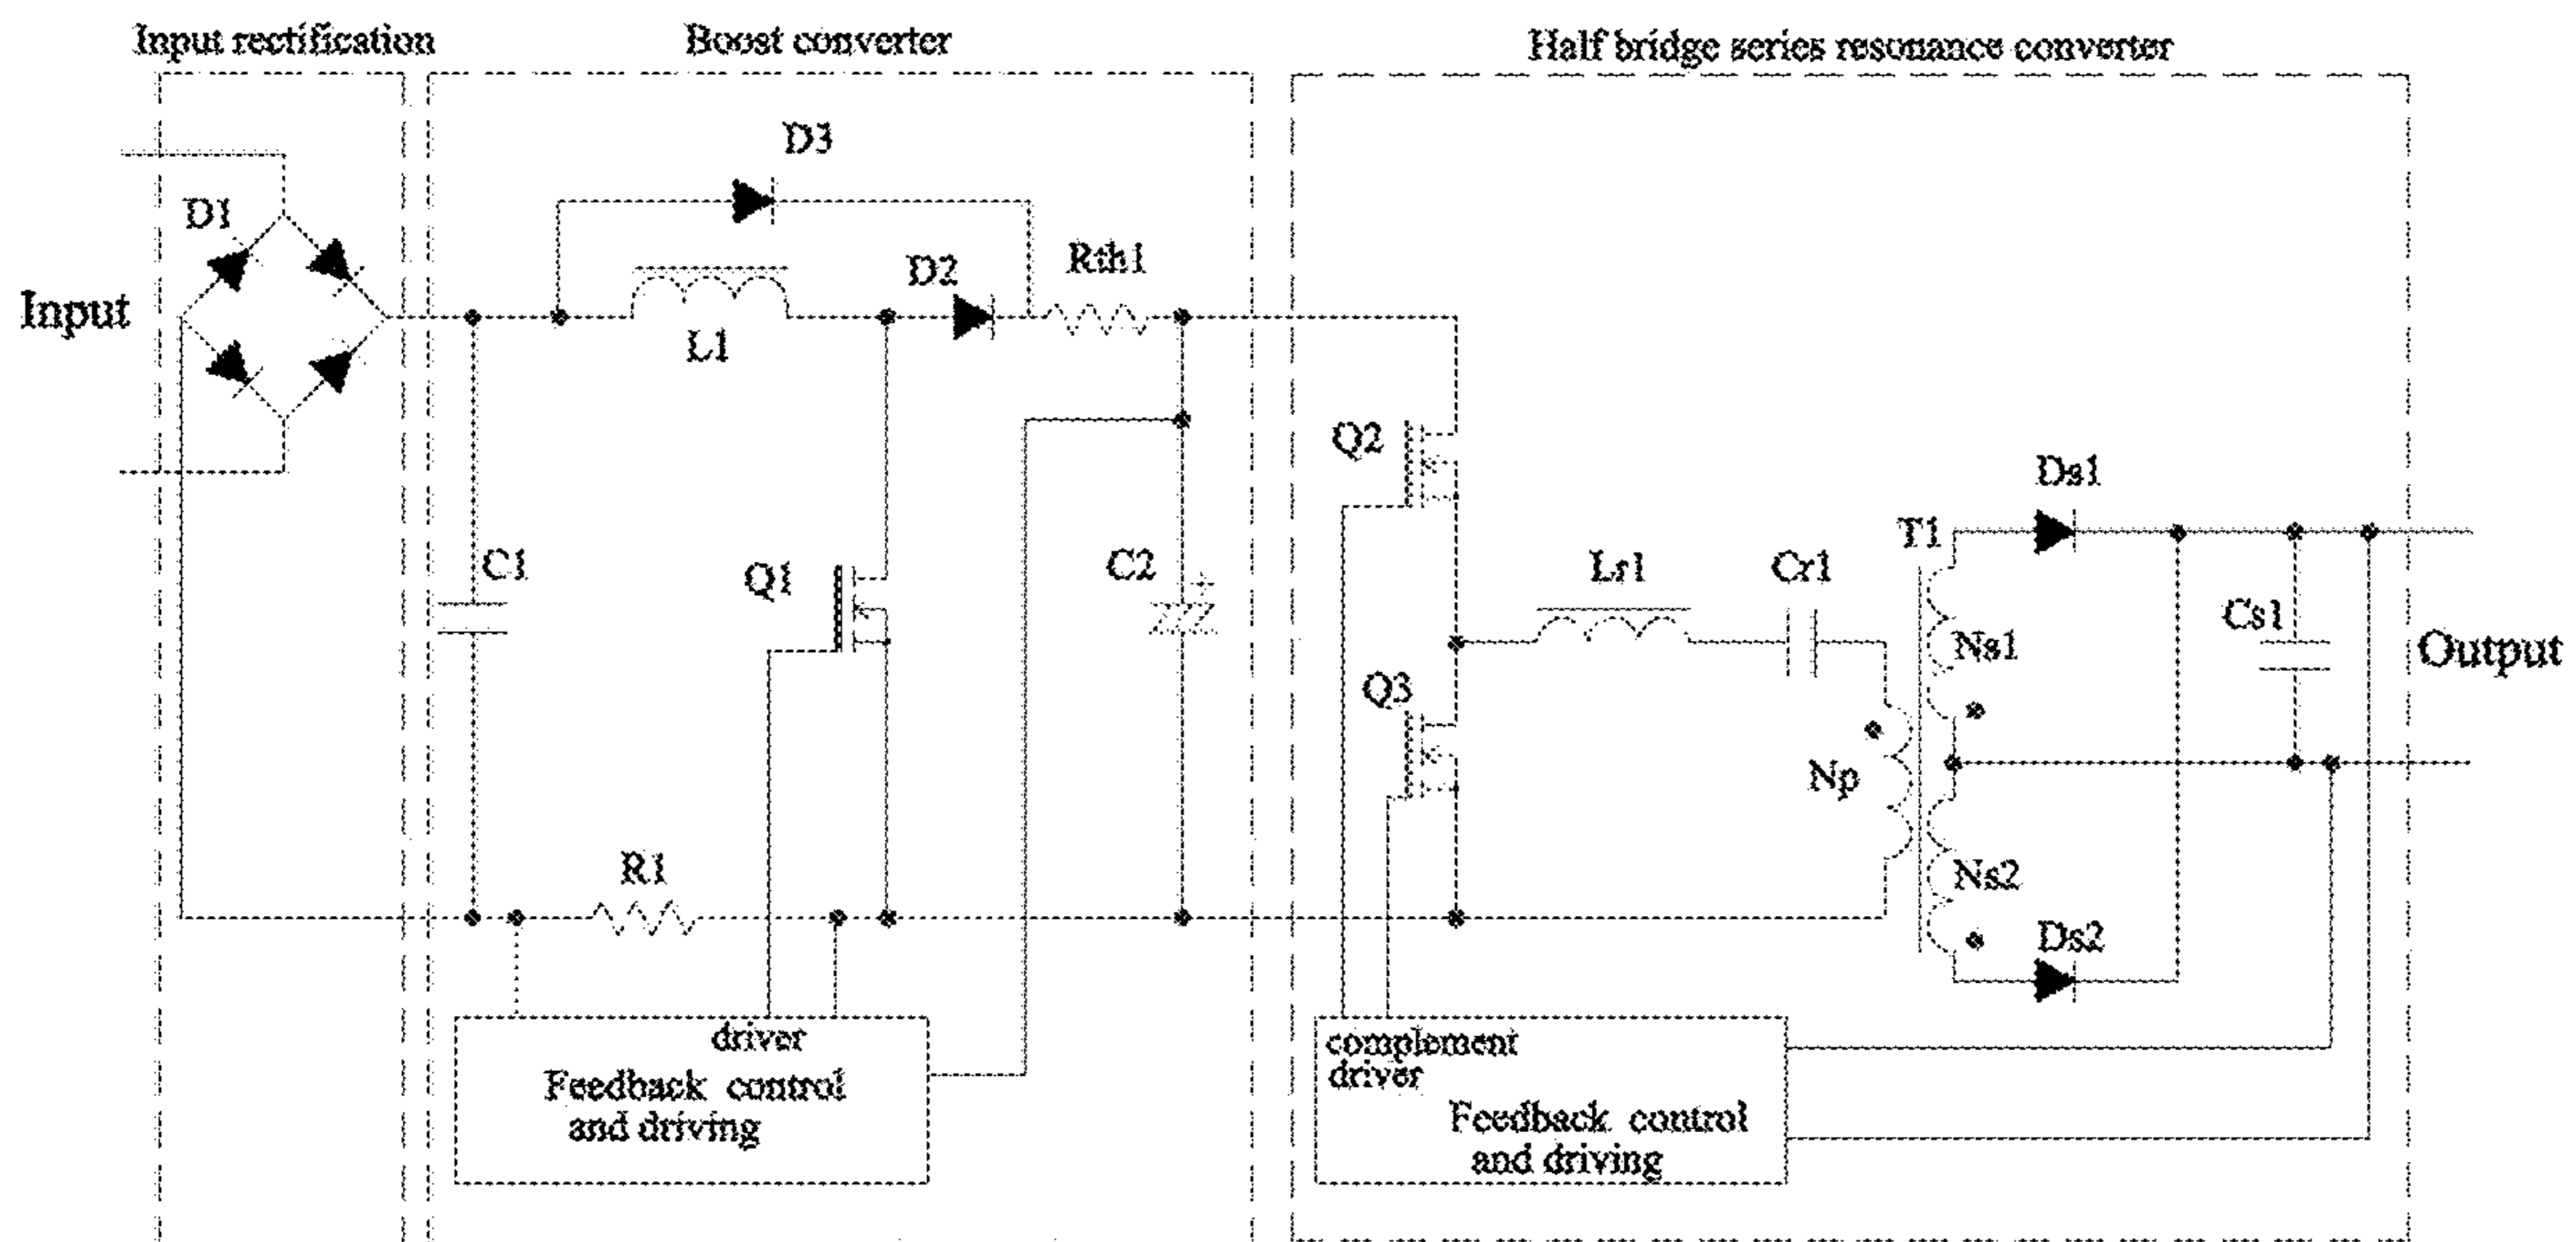 Input rectification
Boost converter
Half bridge series resonance converter
D3
D1
D2
Rth1
Input
L1
Q2
Ds1
T1
C1
Q1
C2
+
Lr1
Cr1
Cs1
Ns1
Output
Q3
Np
R1
Ns2
Ds2
driver
Feedback control
and driving
complement
driver
Feedback control
and driving